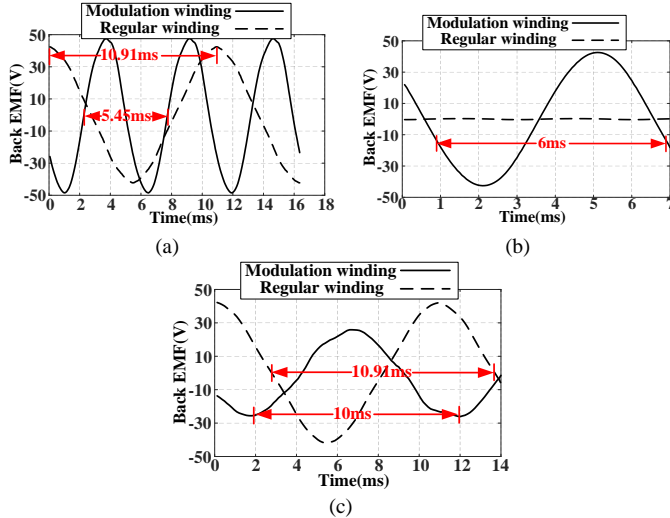 Modulation winding
Regular winding
Back EMF(V)
50
30
10
-10
-30
-50
10.91ms
5.45ms
0 2 4 6 8 10 12 14 16 18
Time(ms)
(a)
Modulation winding
Regular winding
Back EMF(V)
50
30
10
-10
-30
-50
6ms
0 1 2 3 4 5 6 7
Time(ms)
(b)
Modulation winding
Regular winding
Back EMF(V)
50
30
10
-10
-30
-50
10.91ms
10ms
0 2 4 6 8 10 12 14
Time(ms)
(c)